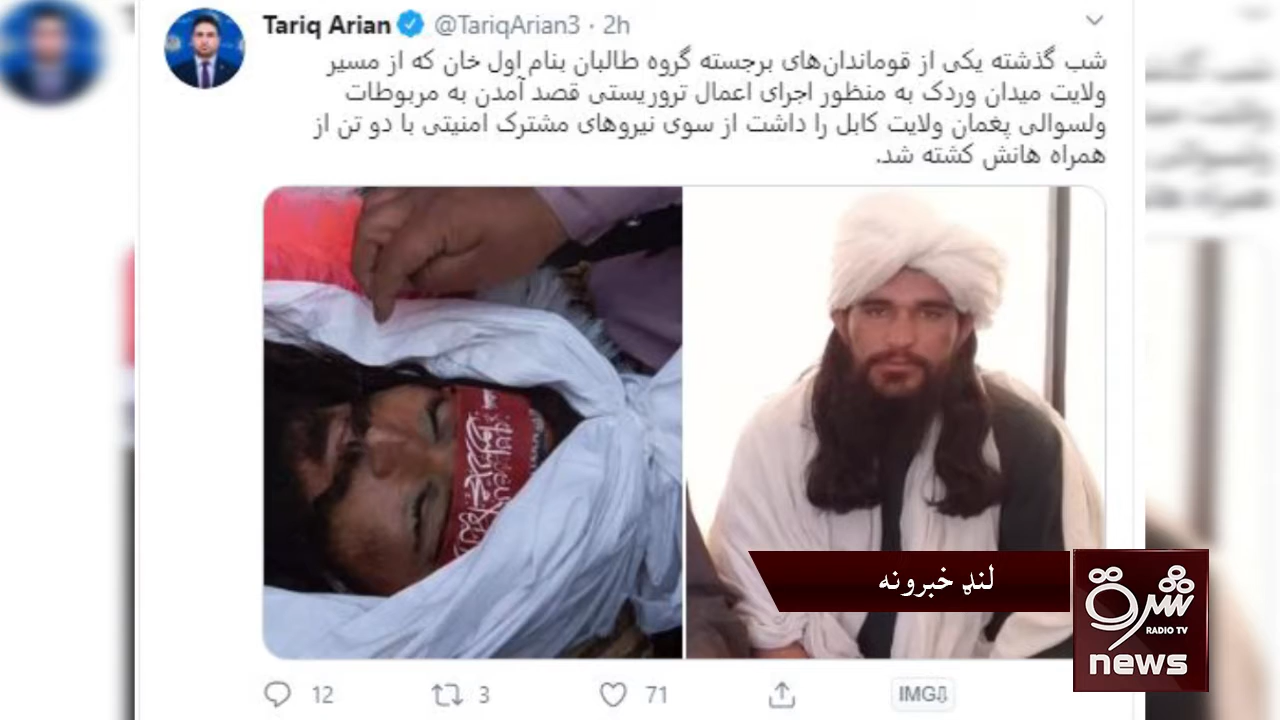 Tariq Arian @TariqArian3 · 2h
شب گذشته یکی از قوماندان‌های برجسته گروه طالبان بنام اول خان که از مسیر
ولایت میدان وردک به منظور اجرای اعمال تروریستی قصد آمدن به مربوطات
ولسوالی پغمان ولایت کابل را داشت از سوی نیروهای مشترک امنیتی با دو تن از
همراه هانش کشته شد.
لنډ خبرونه
شرق
RADIO TV
news
12 3 71 IMG